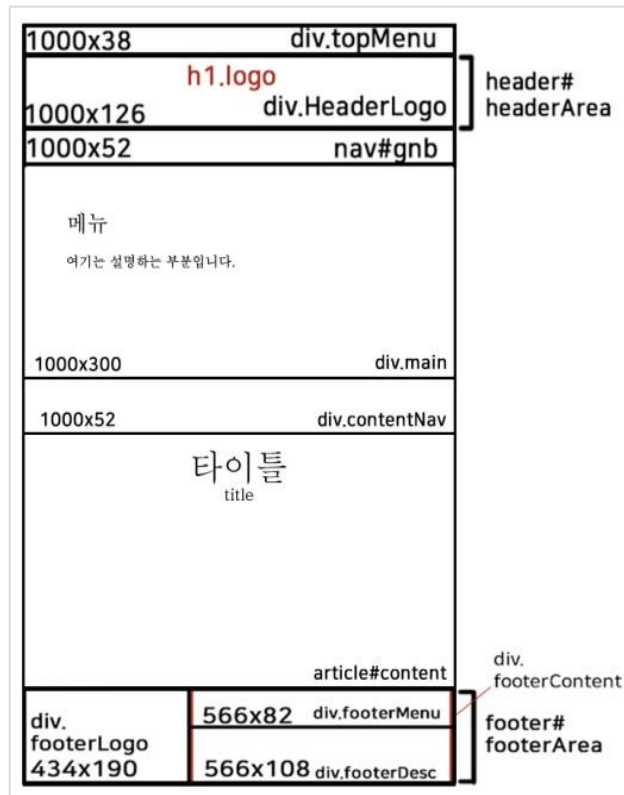 1000x38 div.topMenu
h1.logo
1000x126 div.HeaderLogo
header#
headerArea
1000x52 nav#gnb
메뉴
여기는 설명하는 부분입니다.
1000x300 div.main
1000x52 div.contentNav
타이틀
title
article#content
div.
footerContent
div.
footerLogo
434x190
566x82 div.footerMenu
566x108 div.footerDesc
footer#
footerArea